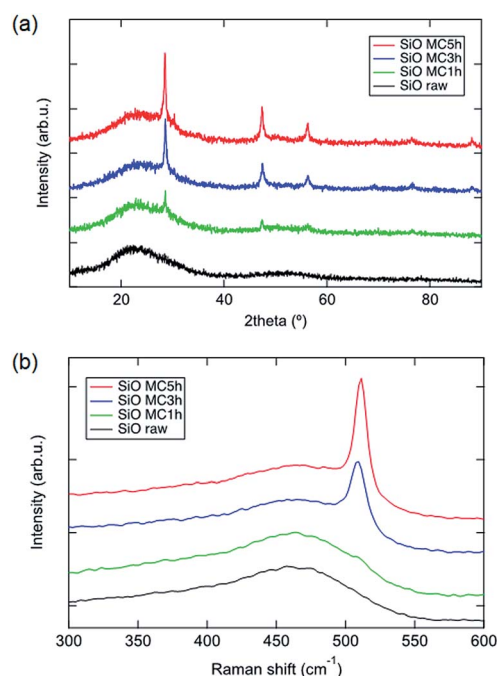 (a)
SiO MC5h
SiO MC3h
SiO MC1h
SiO raw
Intensity (arb.u.)
20
40
60
80
2theta (º)
(b)
SiO MC5h
SiO MC3h
SiO MC1h
SiO raw
Intensity (arb.u.)
300
350
400
450
500
550
600
Raman shift (cm⁻¹)